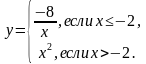 y = { -8/x, если x ≤ -2,
x², если x > -2.